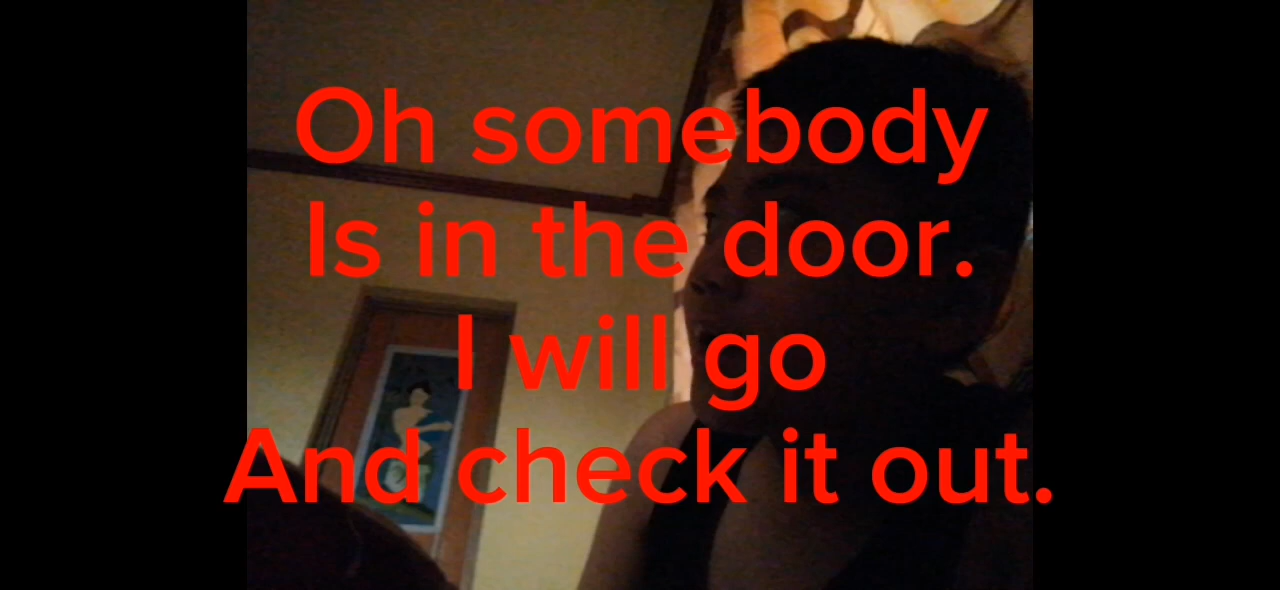 Oh somebody
Is in the door.
I will go
And check it out.